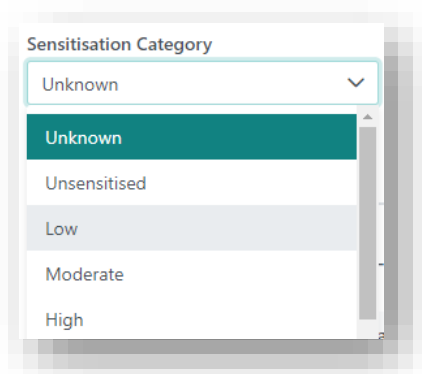 Sensitisation Category
Unknown
Unknown
Unsensitised
Low
Moderate
High